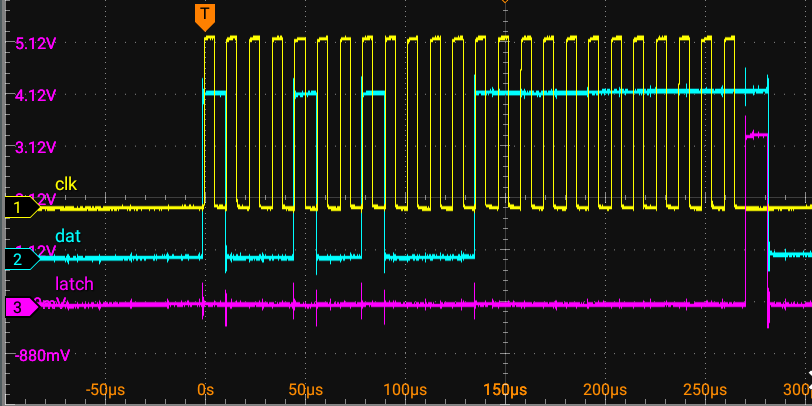 T
5.12V
4.12V
3.12V
clk
1
dat
2
latch
3
-880mV
-50µs
0s
50µs
100µs
150µs
200µs
250µs